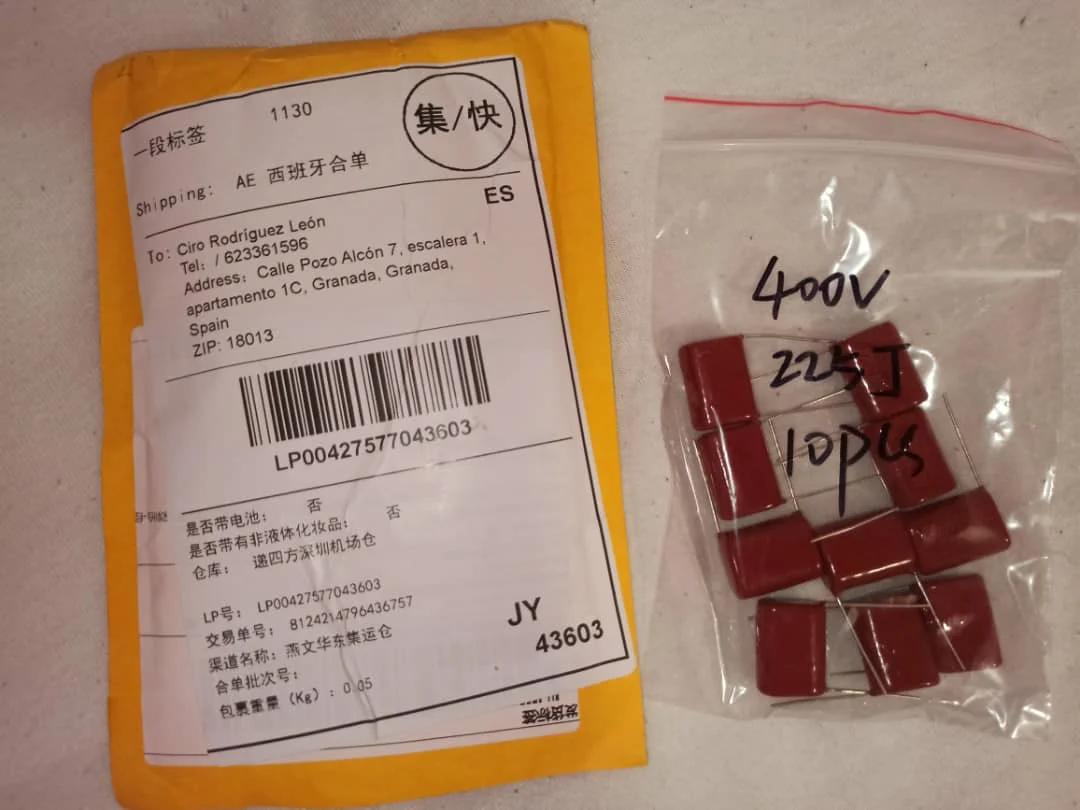 一段标签
1130
集/快
Shipping: AE 西班牙合单
ES
To: Ciro Rodríguez León
Tel: / 623361596
Address: Calle Pozo Alcón 7, escalera 1,
apartamento 1C, Granada, Granada,
Spain
ZIP: 18013
LP00427577043603
是否带电池: 否
是否带有非液体化妆品: 否
仓库: 递四方深圳机场仓
LP号: LP00427577043603
交易单号: 8124214796436757
渠道名称: 燕文华东集运仓
合单批次号:
包裹重量 (Kg) : 0.05
JY
43603
发货标签
400V
225J
10pcs